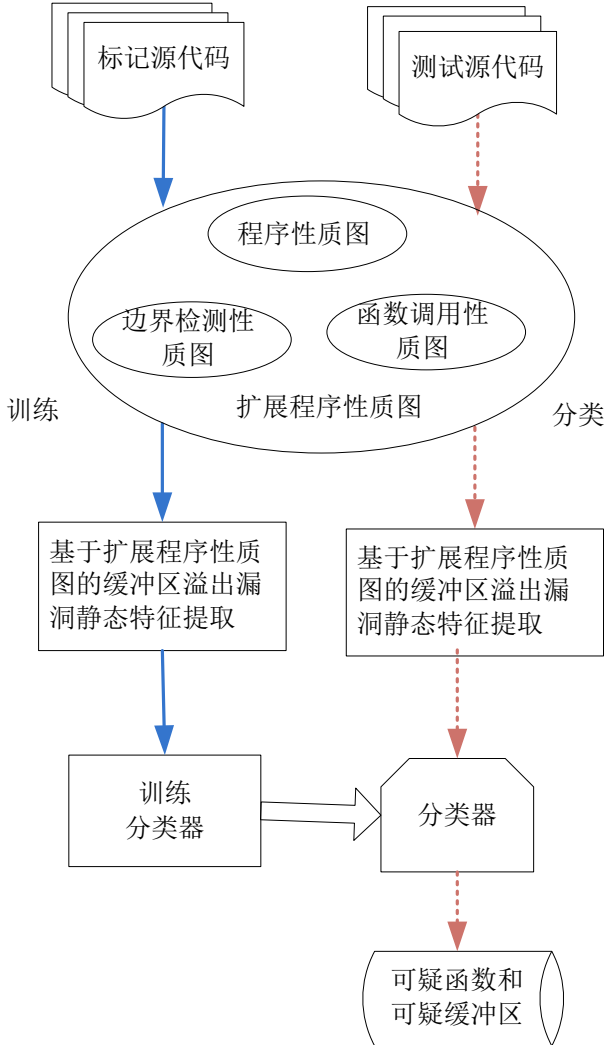 标记源代码
测试源代码
程序性质图
边界检测性
质图
函数调用性
质图
扩展程序性质图
训练
分类
基于扩展程序性质
图的缓冲区溢出漏
洞静态特征提取
基于扩展程序性质
图的缓冲区溢出漏
洞静态特征提取
训练
分类器
分类器
可疑函数和
可疑缓冲区